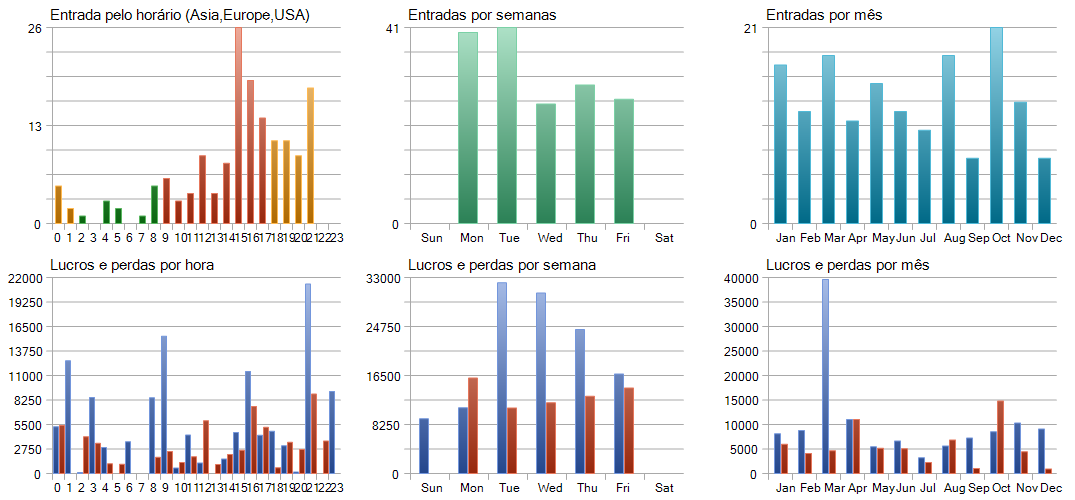 Entrada pelo horário (Asia,Europe,USA)
26
13
0
0 1 2 3 4 5 6 7 8 9 10 11 12 13 14 15 16 17 18 19 20 21 22 23
Entradas por semanas
41
0
Sun Mon Tue Wed Thu Fri Sat
Entradas por mês
21
0
Jan Feb Mar Apr May Jun Jul Aug Sep Oct Nov Dec
Lucros e perdas por hora
22000
19250
16500
13750
11000
8250
5500
2750
0
0 1 2 3 4 5 6 7 8 9 10 11 12 13 14 15 16 17 18 19 20 21 22 23
Lucros e perdas por semana
33000
24750
16500
8250
0
Sun Mon Tue Wed Thu Fri Sat
Lucros e perdas por mês
40000
35000
30000
25000
20000
15000
10000
5000
0
Jan Feb Mar Apr May Jun Jul Aug Sep Oct Nov Dec